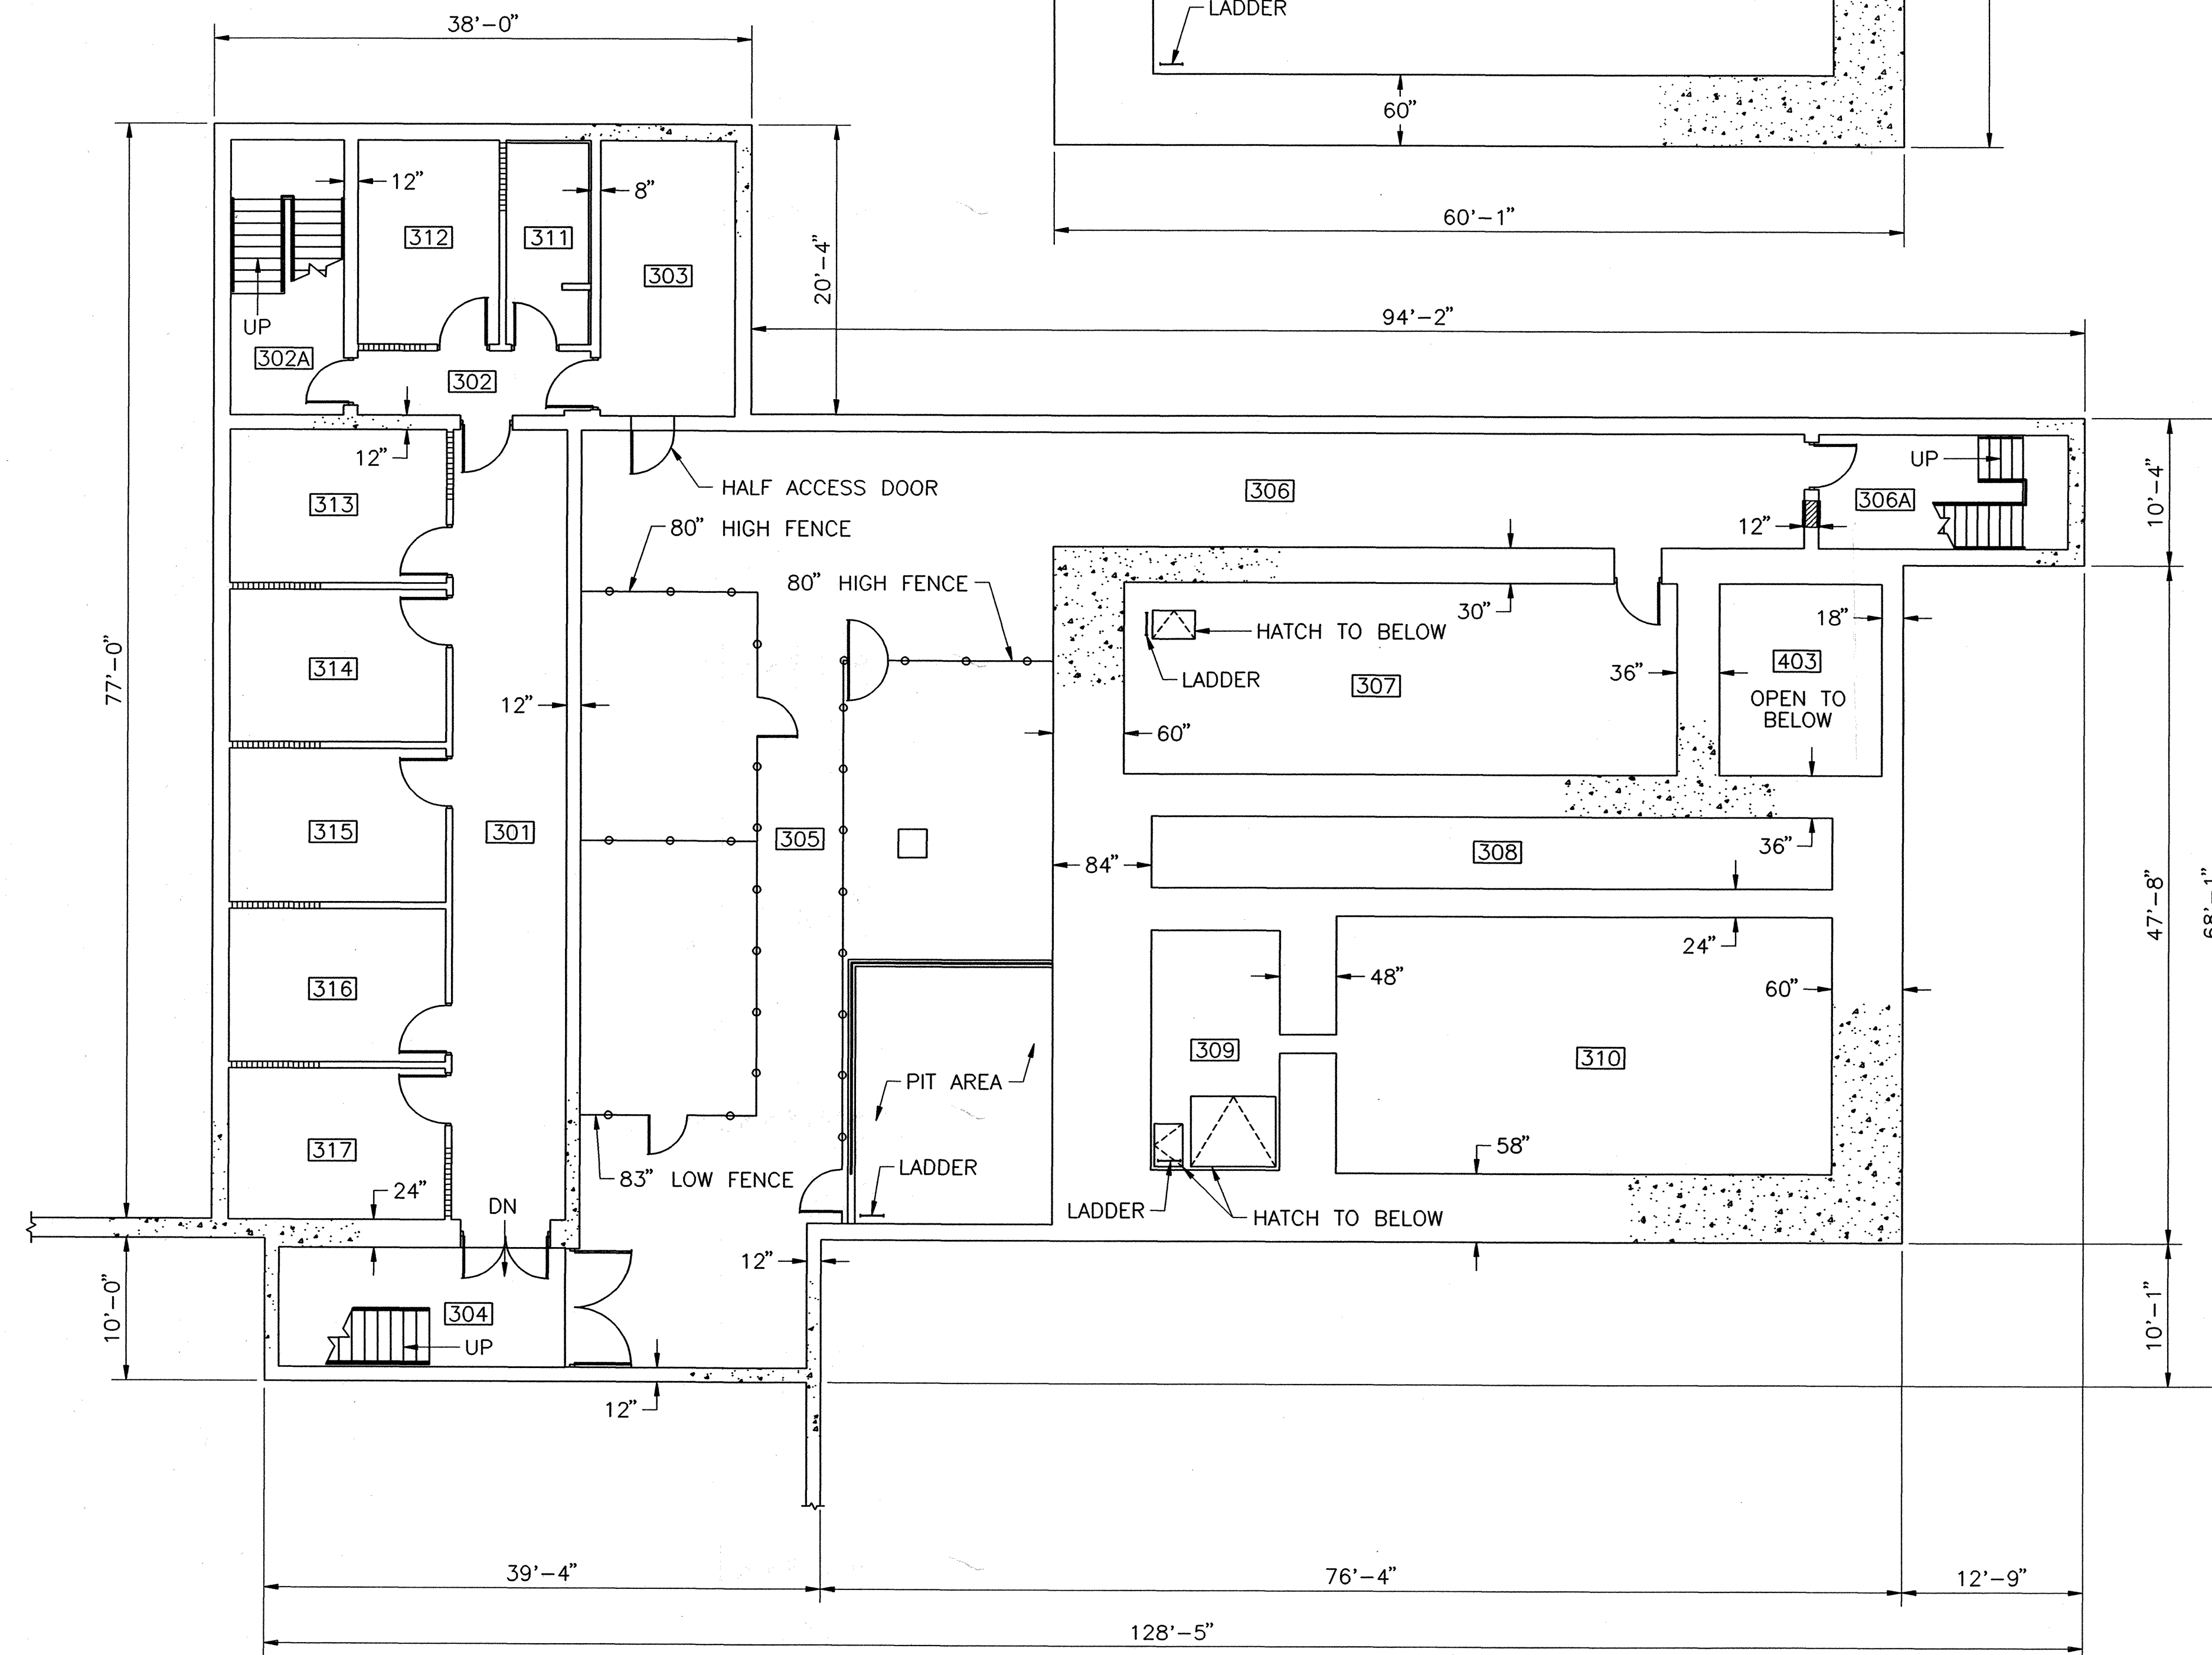 LADDER
38'-0"
60"
60'-1"
12"
8"
312
311
303
20'-4"
94'-2"
UP
302A
302
12"
HALF ACCESS DOOR
306
UP
306A
12"
10'-4"
313
80" HIGH FENCE
80" HIGH FENCE
30"
HATCH TO BELOW
18"
77'-0"
314
LADDER
307
36"
403
OPEN TO
BELOW
12"
60"
315
301
305
84"
308
36"
47'-8"
68'-1"
316
24"
48"
60"
309
310
PIT AREA
317
83" LOW FENCE
LADDER
58"
24"
DN
LADDER
HATCH TO BELOW
12"
10'-0"
304
UP
10'-1"
12"
39'-4"
76'-4"
12'-9"
128'-5"